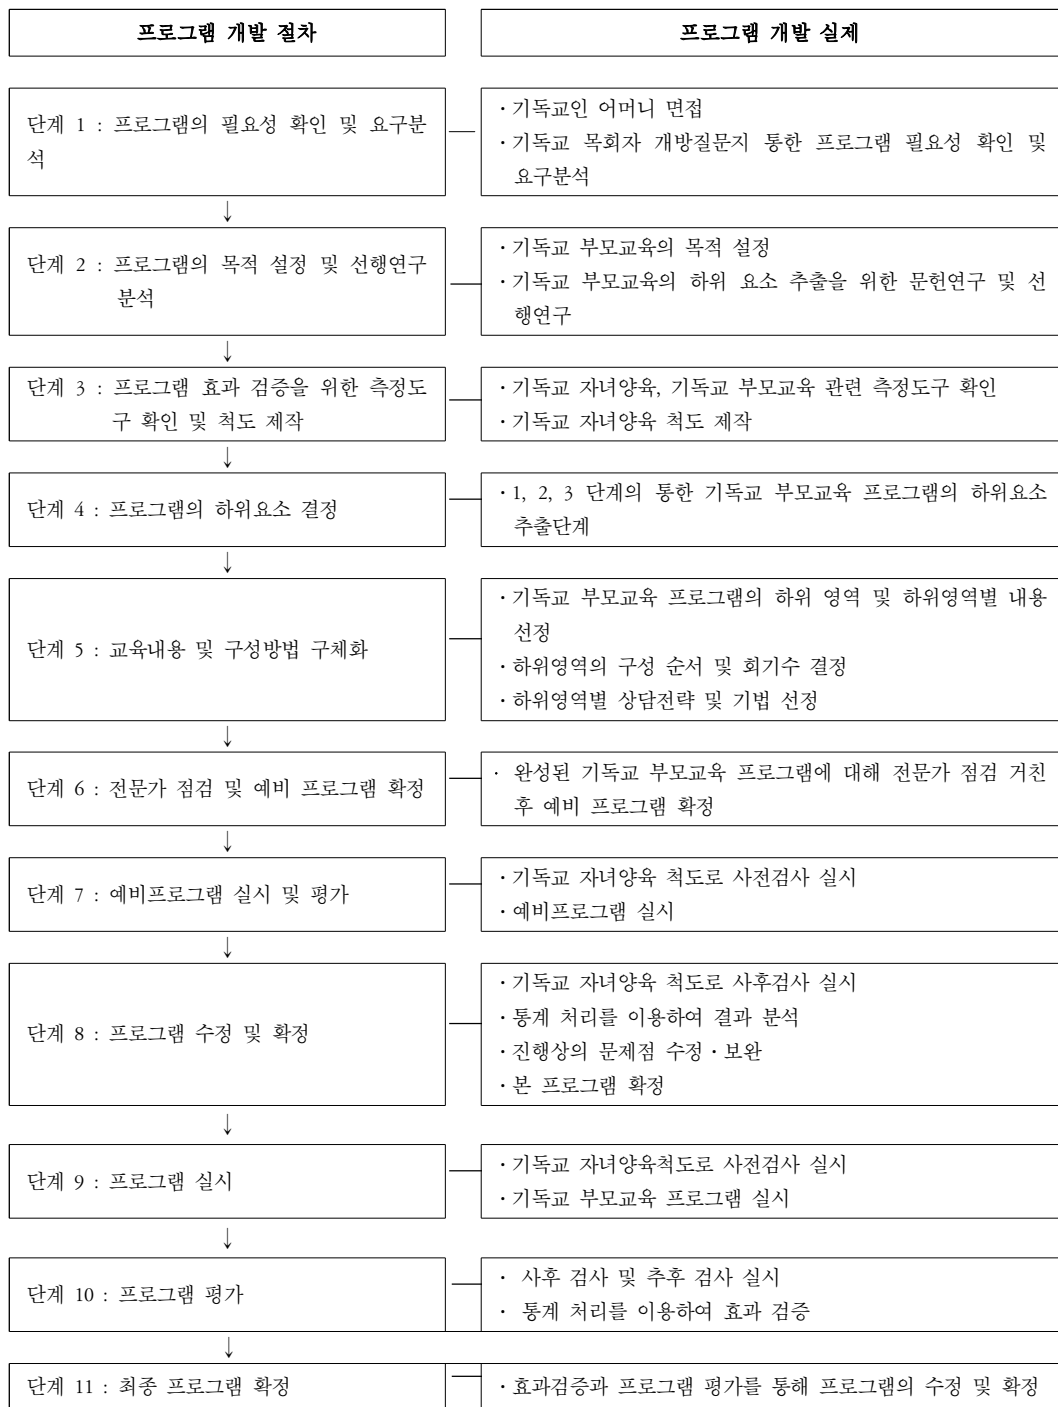 프로그램 개발 절차
프로그램 개발 실제
단계 1 : 프로그램의 필요성 확인 및 요구분
석
·기독교인 어머니 면접
·기독교 목회자 개방질문지 통한 프로그램 필요성 확인 및
요구분석
↓
단계 2 : 프로그램의 목적 설정 및 선행연구
분석
·기독교 부모교육의 목적 설정
·기독교 부모교육의 하위 요소 추출을 위한 문헌연구 및 선
행연구
↓
단계 3 : 프로그램 효과 검증을 위한 측정도
구 확인 및 척도 제작
·기독교 자녀양육, 기독교 부모교육 관련 측정도구 확인
·기독교 자녀양육 척도 제작
↓
단계 4 : 프로그램의 하위요소 결정
·1, 2, 3 단계의 통한 기독교 부모교육 프로그램의 하위요소
추출단계
↓
단계 5 : 교육내용 및 구성방법 구체화
·기독교 부모교육 프로그램의 하위 영역 및 하위영역별 내용
선정
·하위영역의 구성 순서 및 회기수 결정
·하위영역별 상담전략 및 기법 선정
↓
단계 6 : 전문가 점검 및 예비 프로그램 확정
· 완성된 기독교 부모교육 프로그램에 대해 전문가 점검 거친
후 예비 프로그램 확정
↓
단계 7 : 예비프로그램 실시 및 평가
·기독교 자녀양육 척도로 사전검사 실시
·예비프로그램 실시
↓
단계 8 : 프로그램 수정 및 확정
·기독교 자녀양육 척도로 사후검사 실시
·통계 처리를 이용하여 결과 분석
·진행상의 문제점 수정·보완
·본 프로그램 확정
↓
단계 9 : 프로그램 실시
·기독교 자녀양육척도로 사전검사 실시
·기독교 부모교육 프로그램 실시
↓
단계 10 : 프로그램 평가
· 사후 검사 및 추후 검사 실시
· 통계 처리를 이용하여 효과 검증
↓
단계 11 : 최종 프로그램 확정
·효과검증과 프로그램 평가를 통해 프로그램의 수정 및 확정